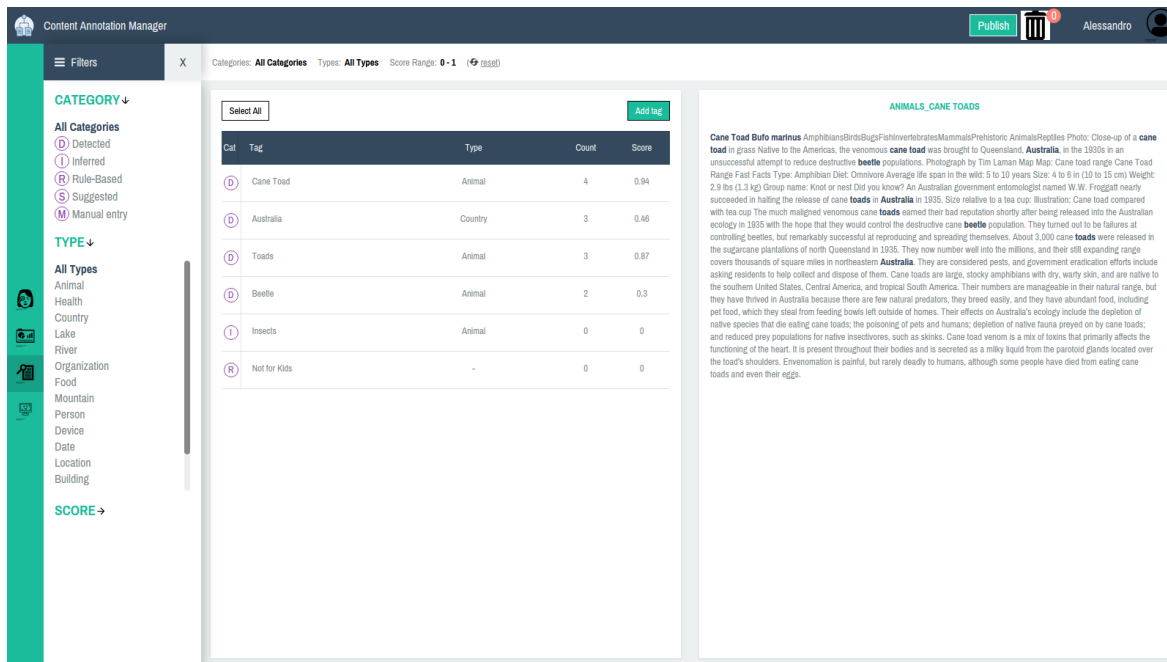 Content Annotation Manager
Publish
0
Alessandro
Filters
X
Categories: All Categories Types: All Types Score Range: 0 - 1 (reset)
CATEGORY
All Categories
D Detected
I Inferred
R Rule-Based
S Suggested
M Manual entry
TYPE
All Types
Animal
Health
Country
Lake
River
Organization
Food
Mountain
Person
Device
Date
Location
Building
SCORE
Select All
Add tag
Cat Tag Type Count Score
D Cane Toad Animal 4 0.94
D Australia Country 3 0.46
D Toads Animal 3 0.87
D Beetle Animal 2 0.3
I Insects Animal 0 0
R Not for Kids - 0 0
ANIMALS_CANE TOADS
Cane Toad Bufo marinus AmphibiansBirdsBugsFishInvertebratesMammalsPrehistoric AnimalsReptiles Photo: Close-up of a cane
toad in grass Native to the Americas, the venomous cane toad was brought to Queensland, Australia, in the 1930s in an
unsuccessful attempt to reduce destructive beetle populations. Photograph by Tim Laman Map Map: Cane toad range Cane Toad
Range Fast Facts Type: Amphibian Diet: Omnivore Average life span in the wild: 5 to 10 years Size: 4 to 6 in (10 to 15 cm) Weight:
2.9 lbs (1.3 kg) Group name: Knot or nest Did you know? An Australian government entomologist named W.W. Froggatt nearly
succeeded in halting the release of cane toads in Australia in 1935. Size relative to a tea cup: Illustration: Cane toad compared
with tea cup The much maligned venomous cane toads earned their bad reputation shortly after being released into the Australian
ecology in 1935 with the hope that they would control the destructive cane beetle population. They turned out to be failures at
controlling beetles, but remarkably successful at reproducing and spreading themselves. About 3,000 cane toads were released in
the sugarcane plantations of north Queensland in 1935. They now number well into the millions, and their still expanding range
covers thousands of square miles in northeastern Australia. They are considered pests, and government eradication efforts include
asking residents to help collect and dispose of them. Cane toads are large, stocky amphibians with dry, warty skin, and are native to
the southern United States, Central America, and tropical South America. Their numbers are manageable in their natural range, but
they have thrived in Australia because there are few natural predators, they breed easily, and they have abundant food, including
pet food, which they steal from feeding bowls left outside of homes. Their effects on Australia's ecology include the depletion of
native species that die eating cane toads; the poisoning of pets and humans; depletion of native fauna preyed on by cane toads;
and reduced prey populations for native insectivores, such as skinks. Cane toad venom is a mix of toxins that primarily affects the
functioning of the heart. It is present throughout their bodies and is secreted as a milky liquid from the parotoid glands located over
the toad's shoulders. Envenomation is painful, but rarely deadly to humans, although some people have died from eating cane
toads and even their eggs.